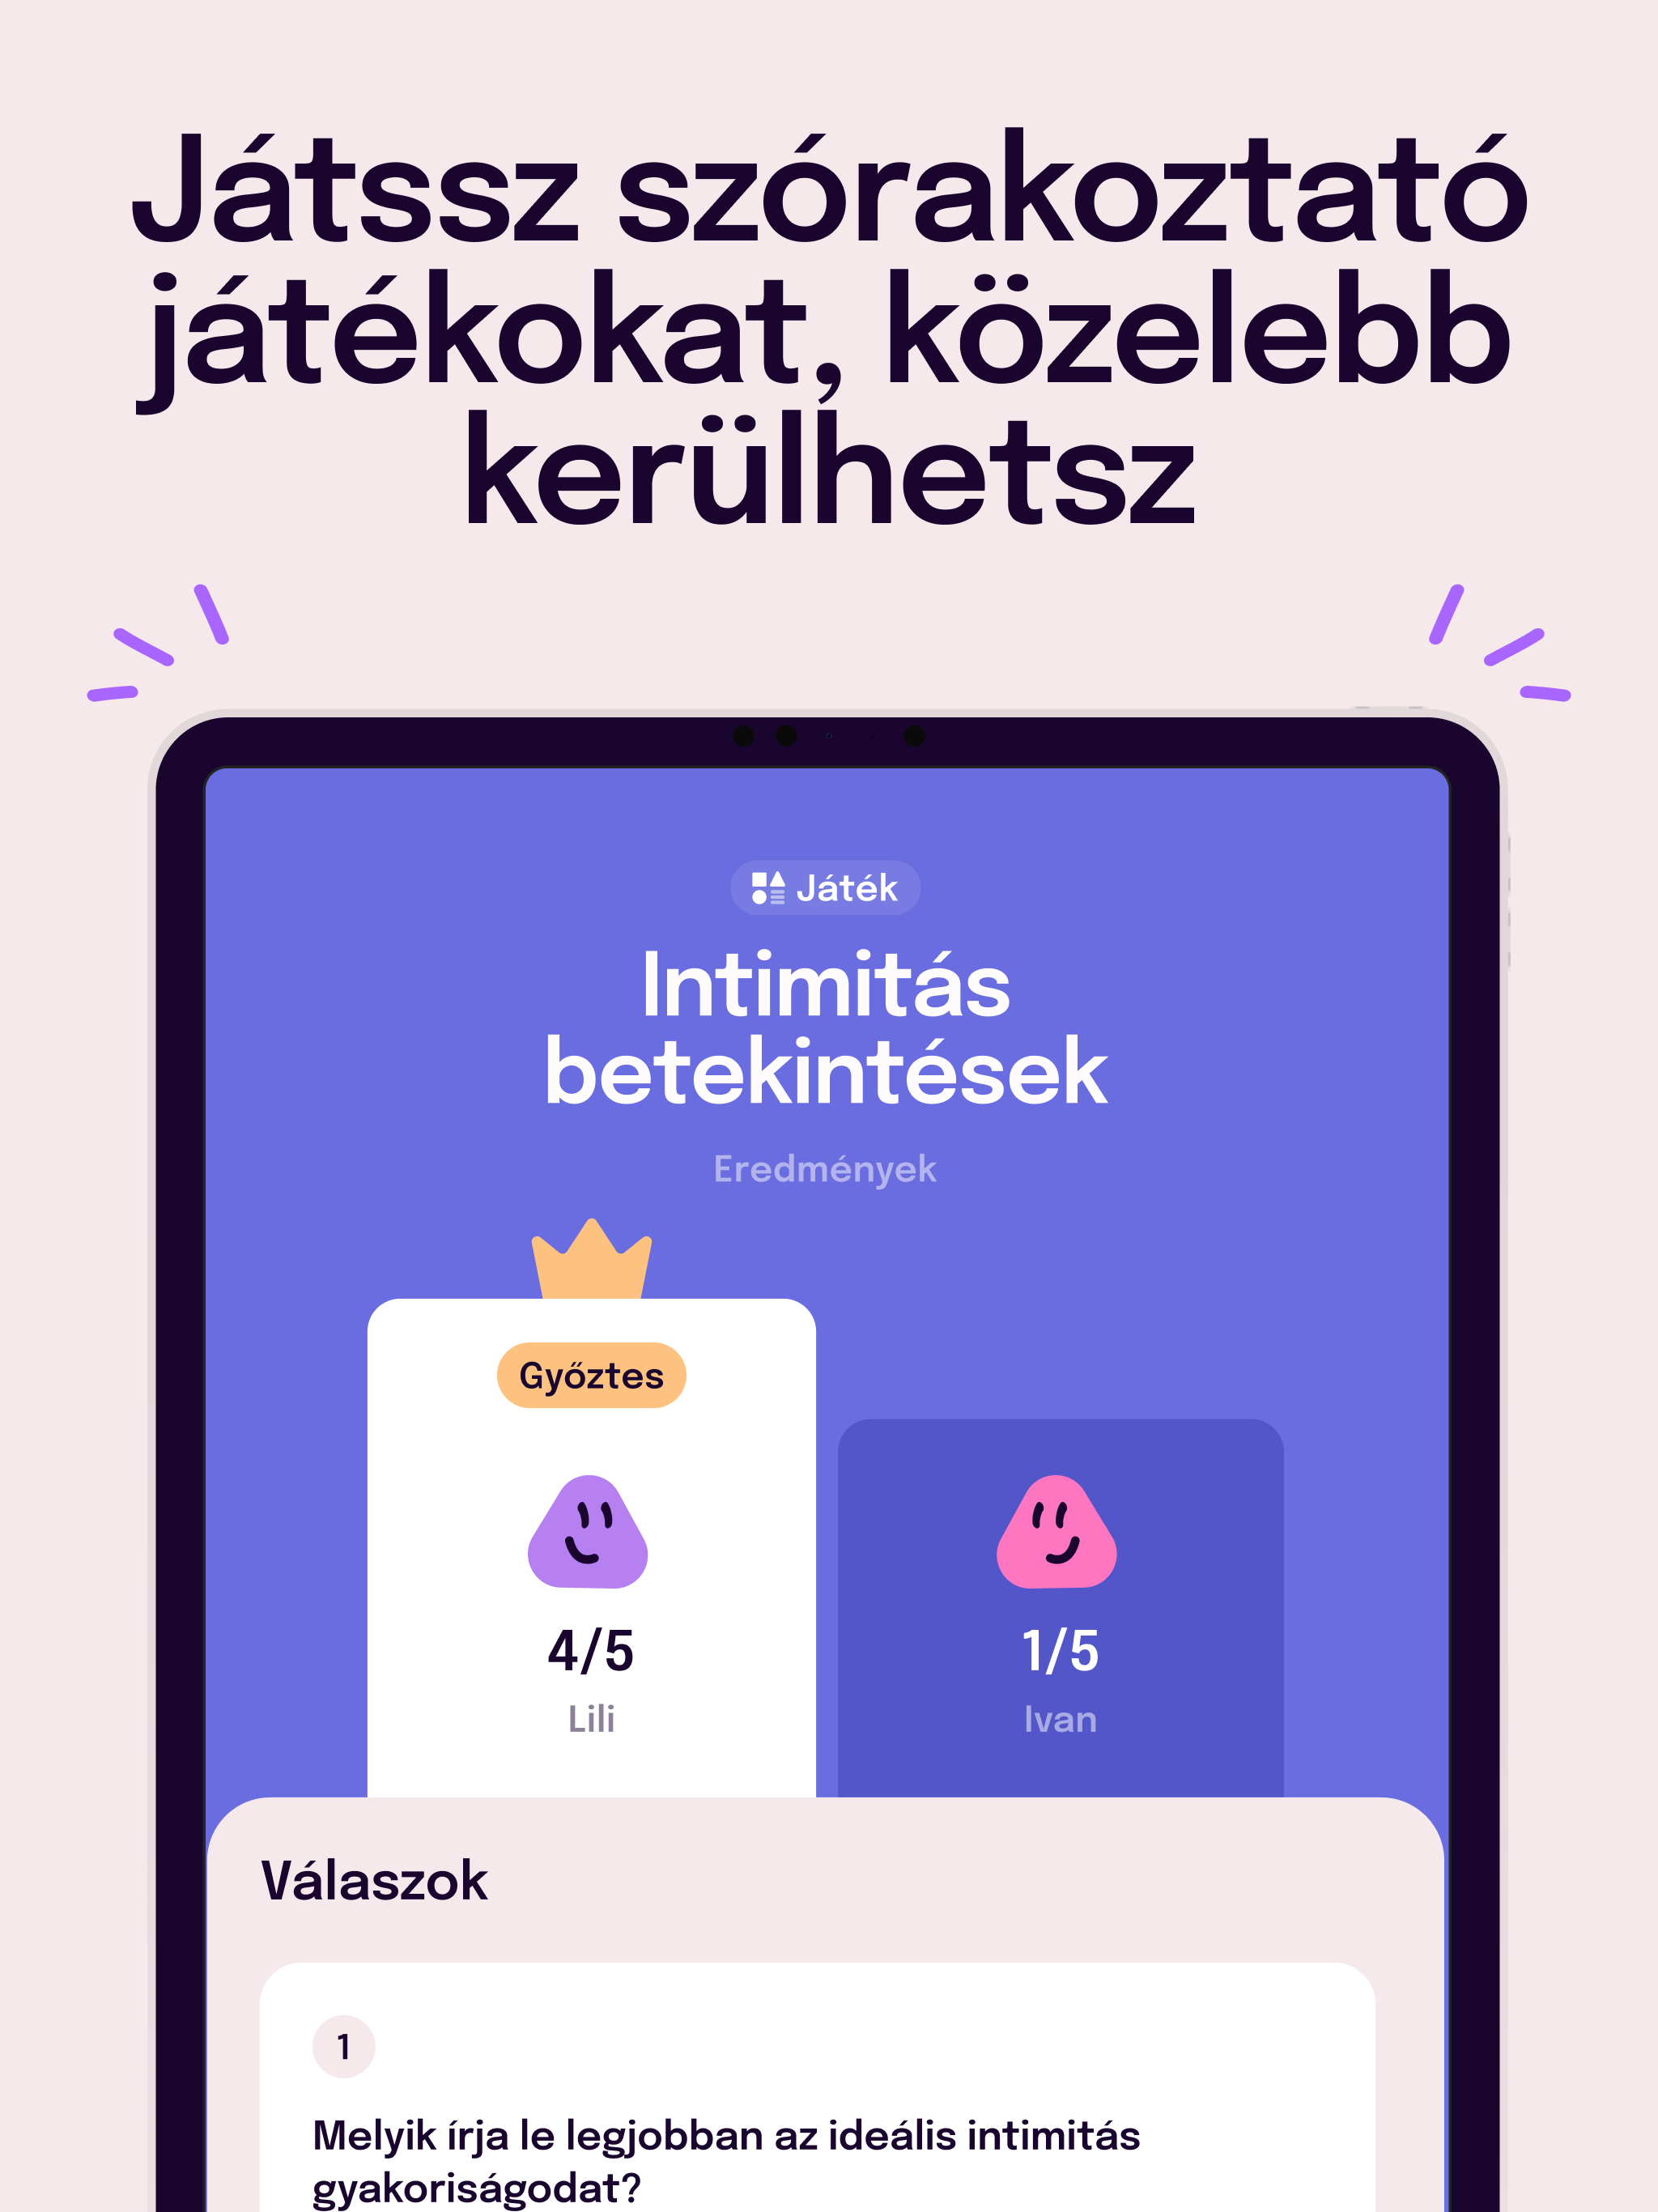 Játssz szórakoztató
játékokat, közelebb
kerülhetsz
Játék
Intimitás
betekintések
Eredmények
Győztes
4/5
Lili
1/5
Ivan
Válaszok
1
Melyik írja le legjobban az ideális intimitás
gyakoriságodat?